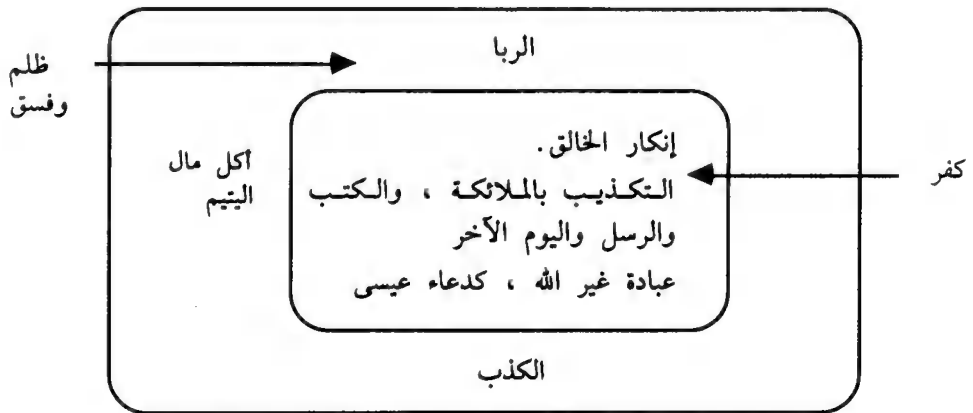 الربا
ظلم
وفسق
إنكار الخالق .
التكذيب بالملائكة ، والكتب
والرسل واليوم الآخر
عبادة غير الله ، كدعاء عيسى
كفر
أكل مال
اليتيم
الكذب